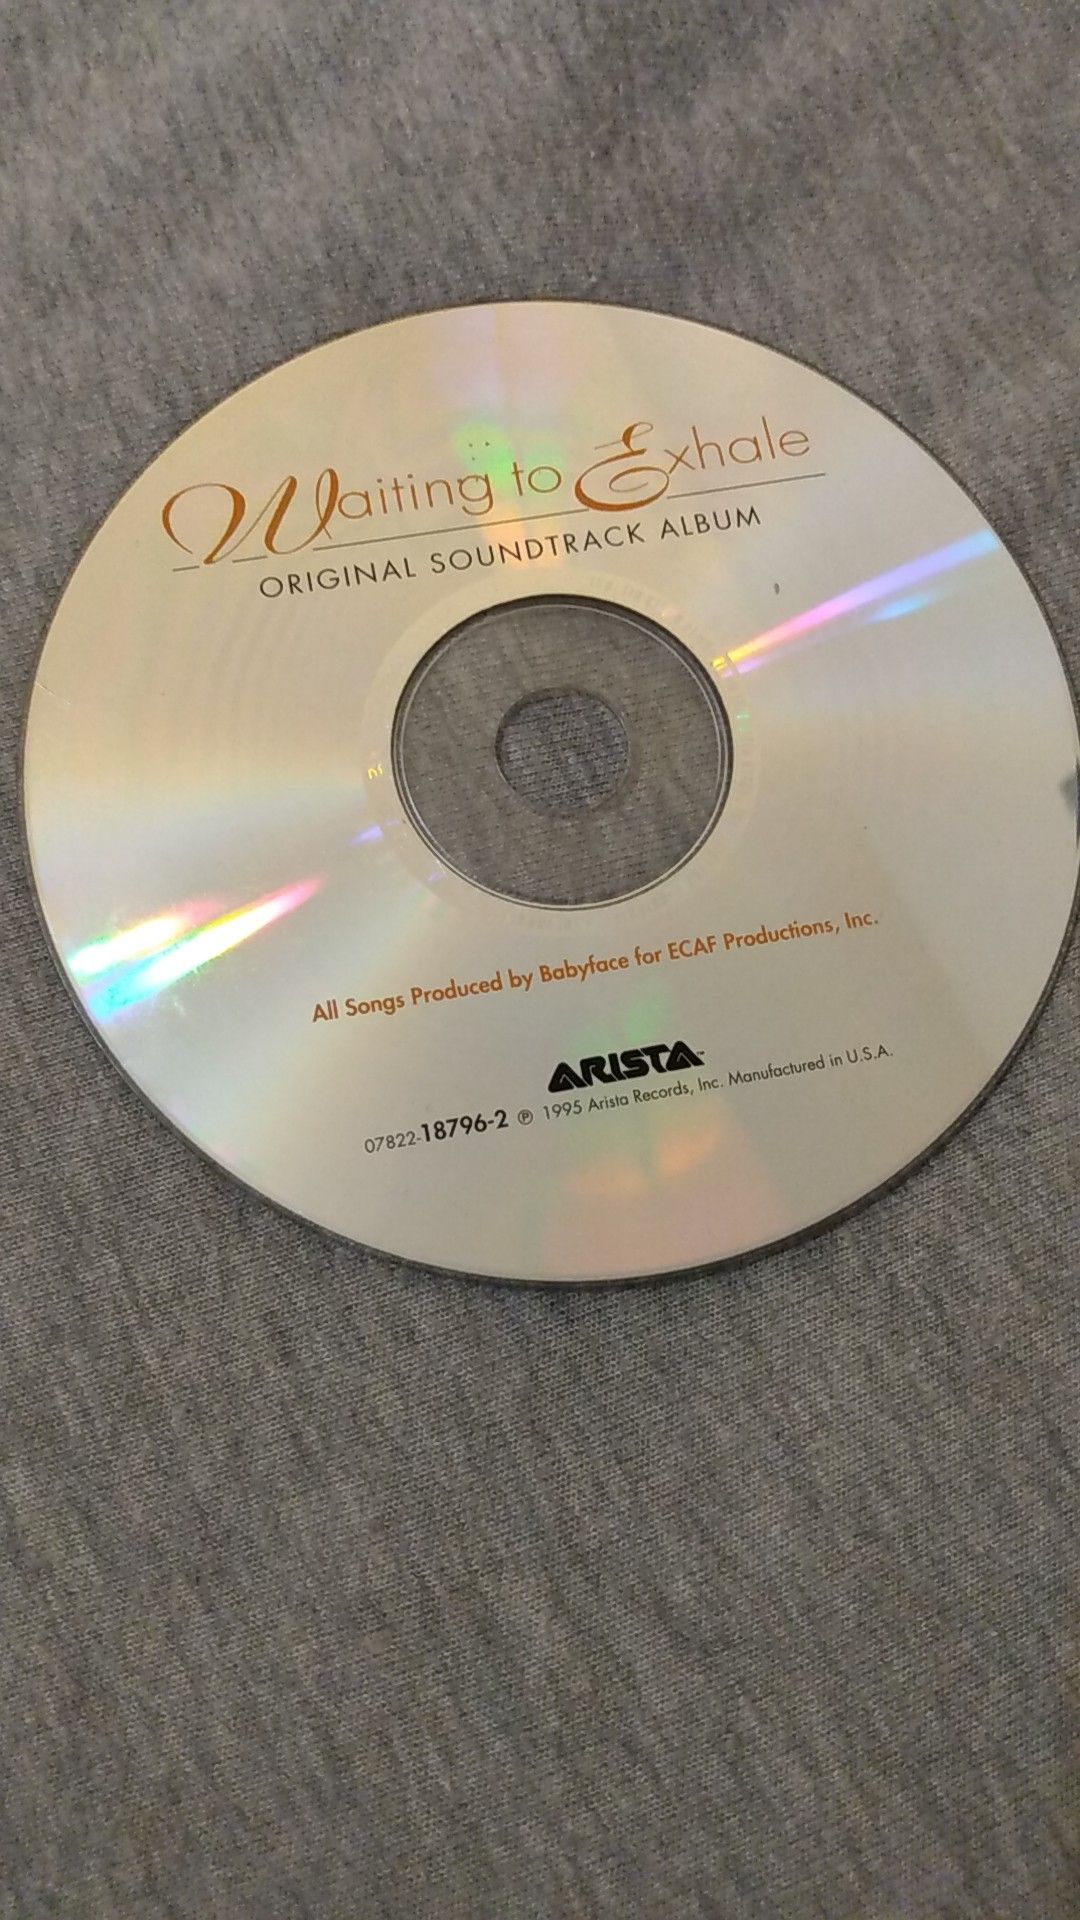 Waiting to Exhale
ORIGINAL SOUNDTRACK ALBUM
All Songs Produced by Babyface for ECAF Productions, Inc.
ARISTA™
07822-18796-2 ℗ 1995 Arista Records, Inc. Manufactured in U.S.A.